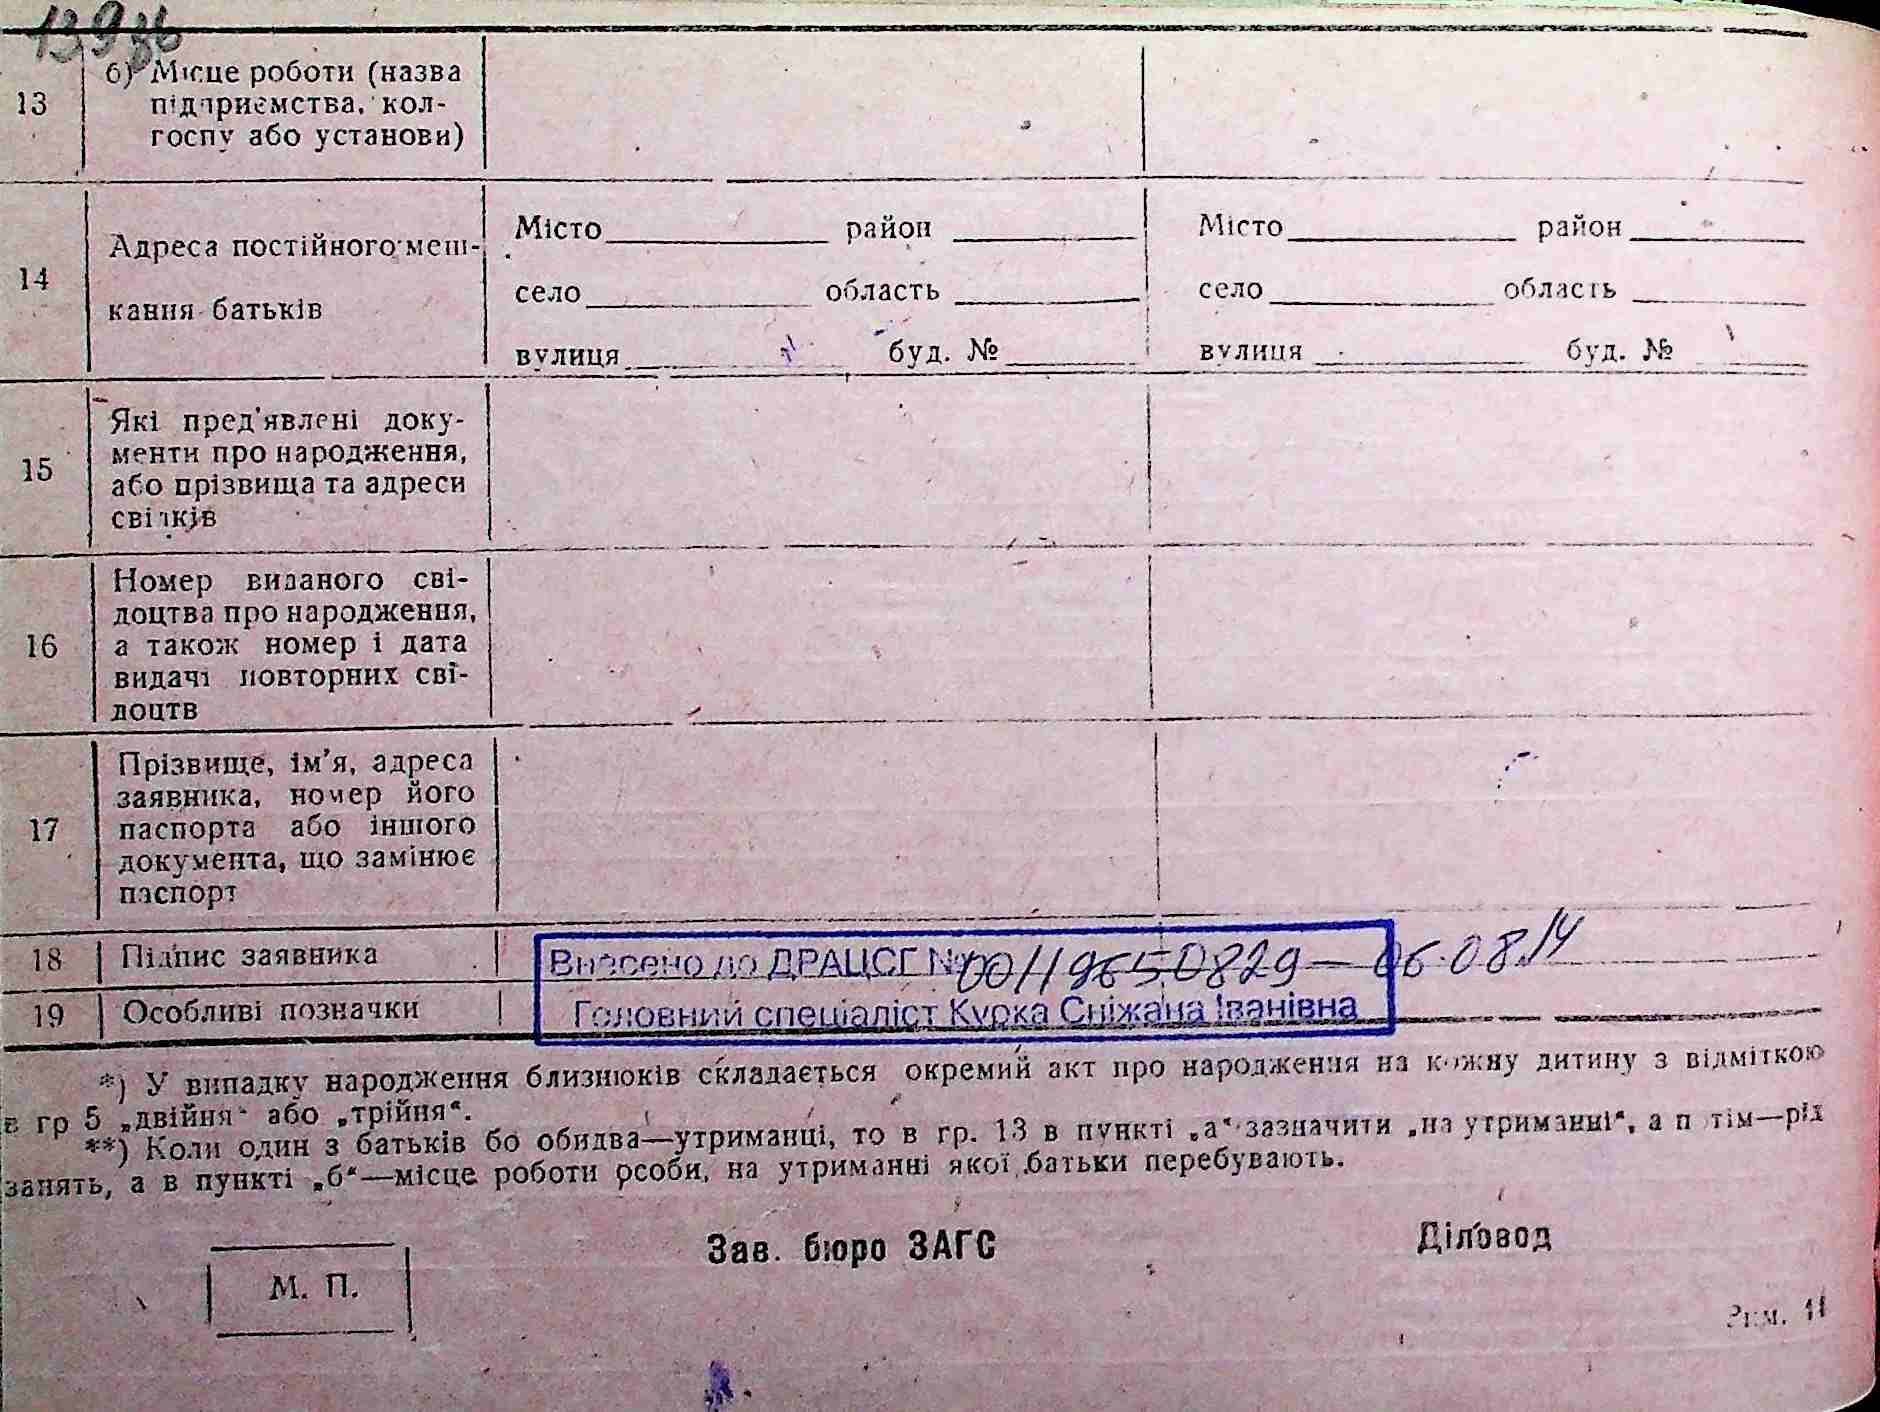 13936
13 б) Місце роботи (назва
підприємства, кол-
госпу або установи)
14 Адреса постійного меш-
кання батьків
Місто район Місто район
село область село область
вулиця буд. № вулиця буд. №
15 Які пред'явлені доку-
менти про народження,
або прізвища та адреси
свідків
16 Номер виданого сві-
доцтва про народження,
а також номер і дата
видачі повторних сві-
доцтв
17 Прізвище, ім'я, адреса
заявника, номер його
паспорта або іншого
документа, що замінює
паспорт
18 Підпис заявника
Внесено до ДРАЦСГ № 00119650829 – 06.08.14
19 Особливі позначки
Головний спеціаліст Курка Сніжана Іванівна
*) У випадку народження близнюків складається окремий акт про народження на кожну дитину з відміткою
в гр 5 „двійня“ або „трійня“.
**) Коли один з батьків бо обидва—утриманці, то в гр. 13 в пункті „а“ зазначити „на утриманні“, а потім—рід
занять, а в пункті „б“—місце роботи особи, на утриманні якої батьки перебувають.
Зав. бюро ЗАГС Діловод
М. П.